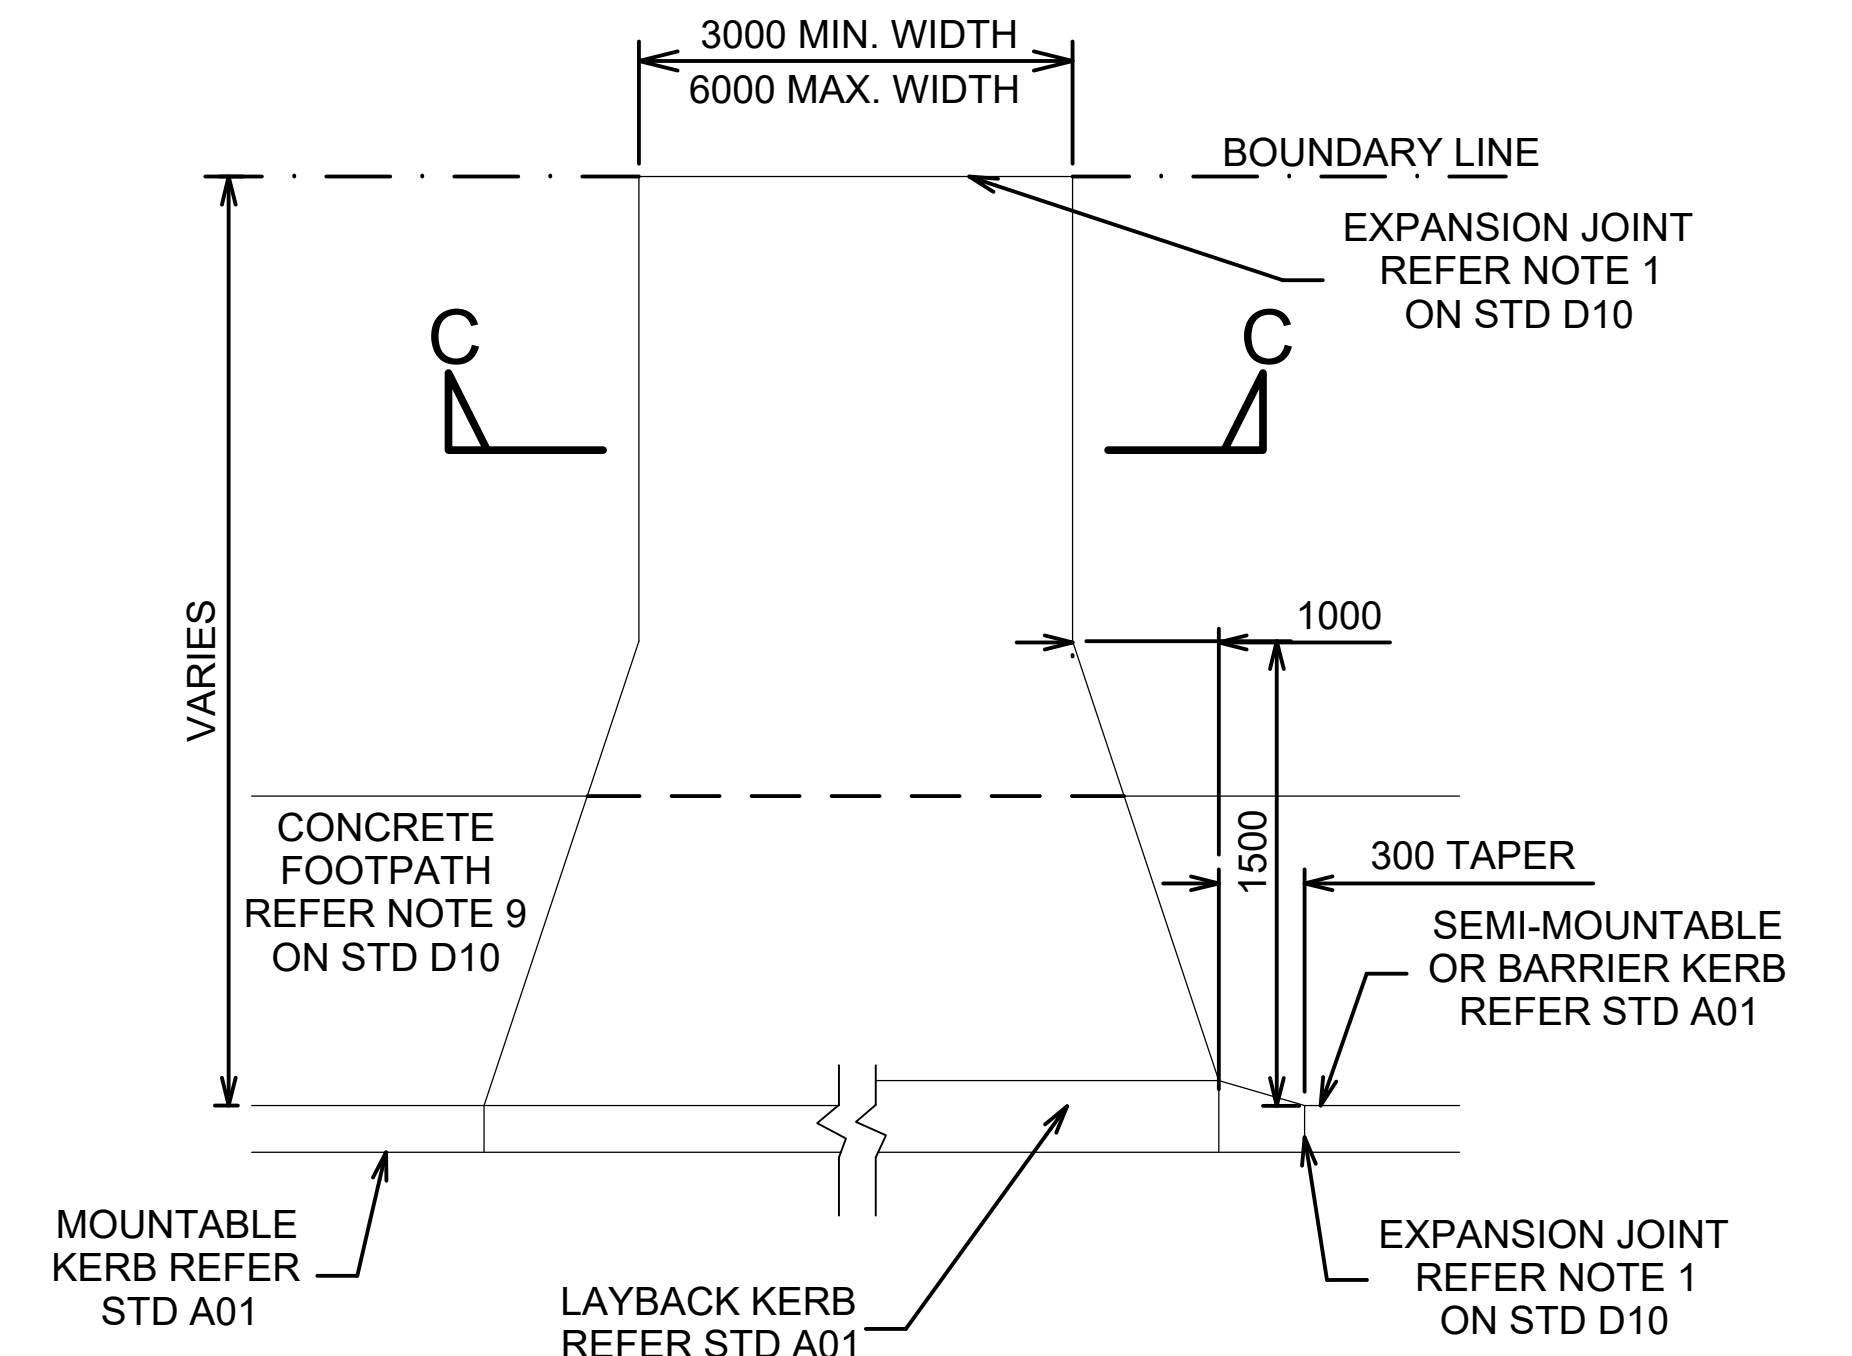 3000 MIN. WIDTH
6000 MAX. WIDTH
BOUNDARY LINE
EXPANSION JOINT
REFER NOTE 1
ON STD D10
C
C
1000
VARIES
CONCRETE
FOOTPATH
REFER NOTE 9
ON STD D10
1500
300 TAPER
SEMI-MOUNTABLE
OR BARRIER KERB
REFER STD A01
MOUNTABLE
KERB REFER
STD A01
LAYBACK KERB
REFER STD A01
EXPANSION JOINT
REFER NOTE 1
ON STD D10